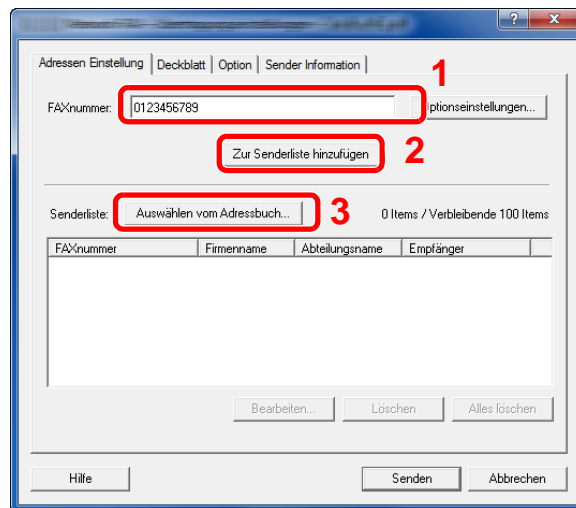 Adressen Einstellung Deckblatt Option Sender Information
1
FAXnummer: 0123456789 ptionseinstellungen...
Zur Senderliste hinzufügen 2
Senderliste: Auswählen vom Adressbuch... 3 0 Items / Verbleibende 100 Items
FAXnummer Firmenname Abteilungsname Empfänger
Bearbeiten... Löschen Alles löschen
Hilfe Senden Abbrechen